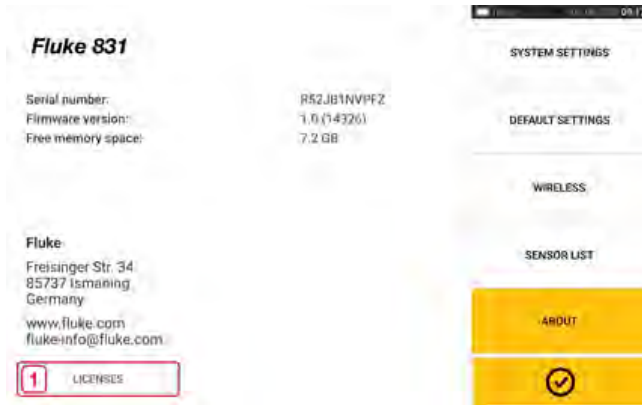 Fluke 831
Serial number:
Firmware version: 1.0 (14326)
Free memory space: 7.2 GB
Fluke
Freisinger Str. 34
85737 Ismaning
Germany
www.fluke.com
fluke-info@fluke.com
1 LICENSES
SYSTEM SETTINGS
DEFAULT SETTINGS
WIRELESS
SENSOR LIST
ABOUT